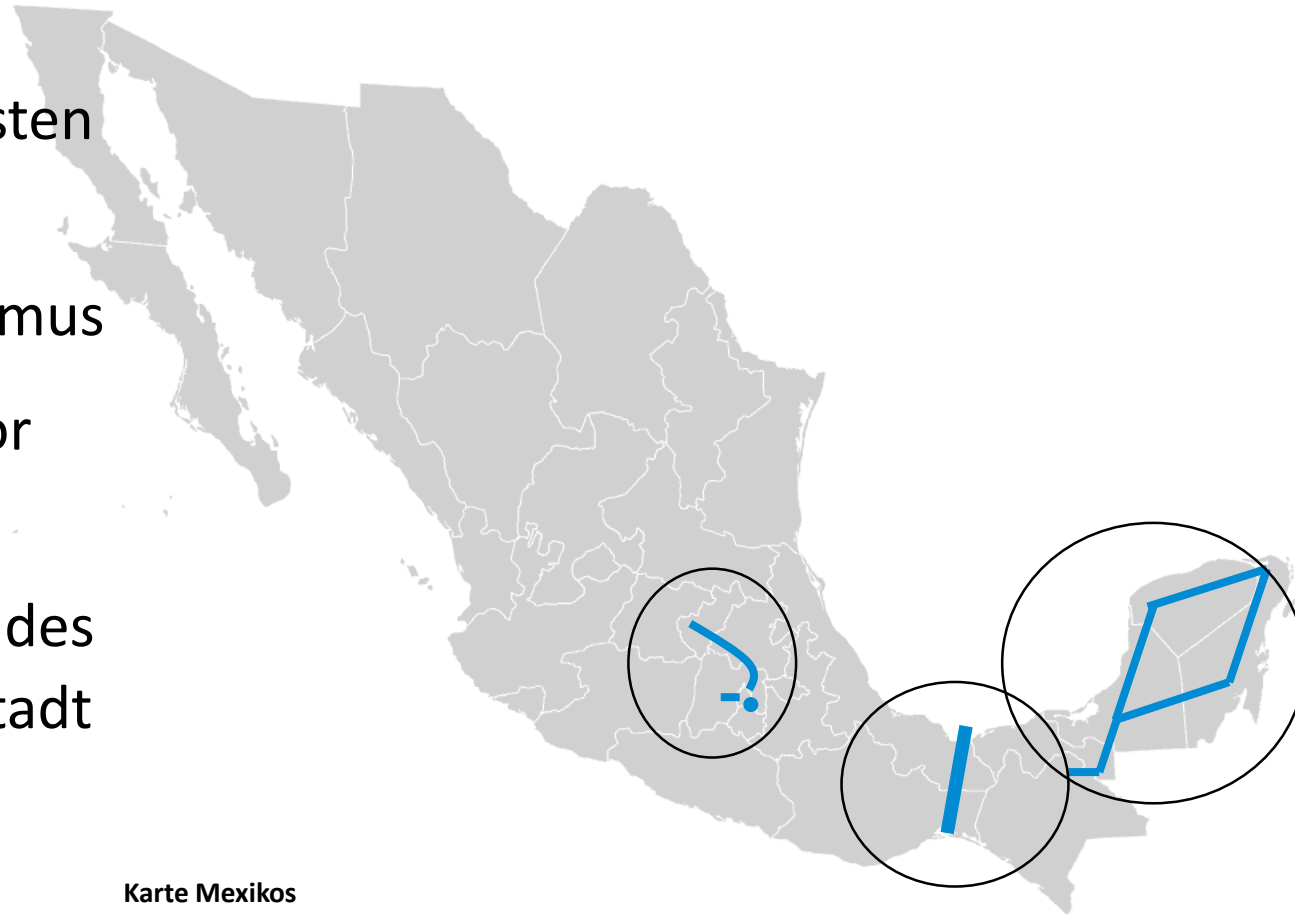 sten
mus
or
des
tadt
Karte Mexikos